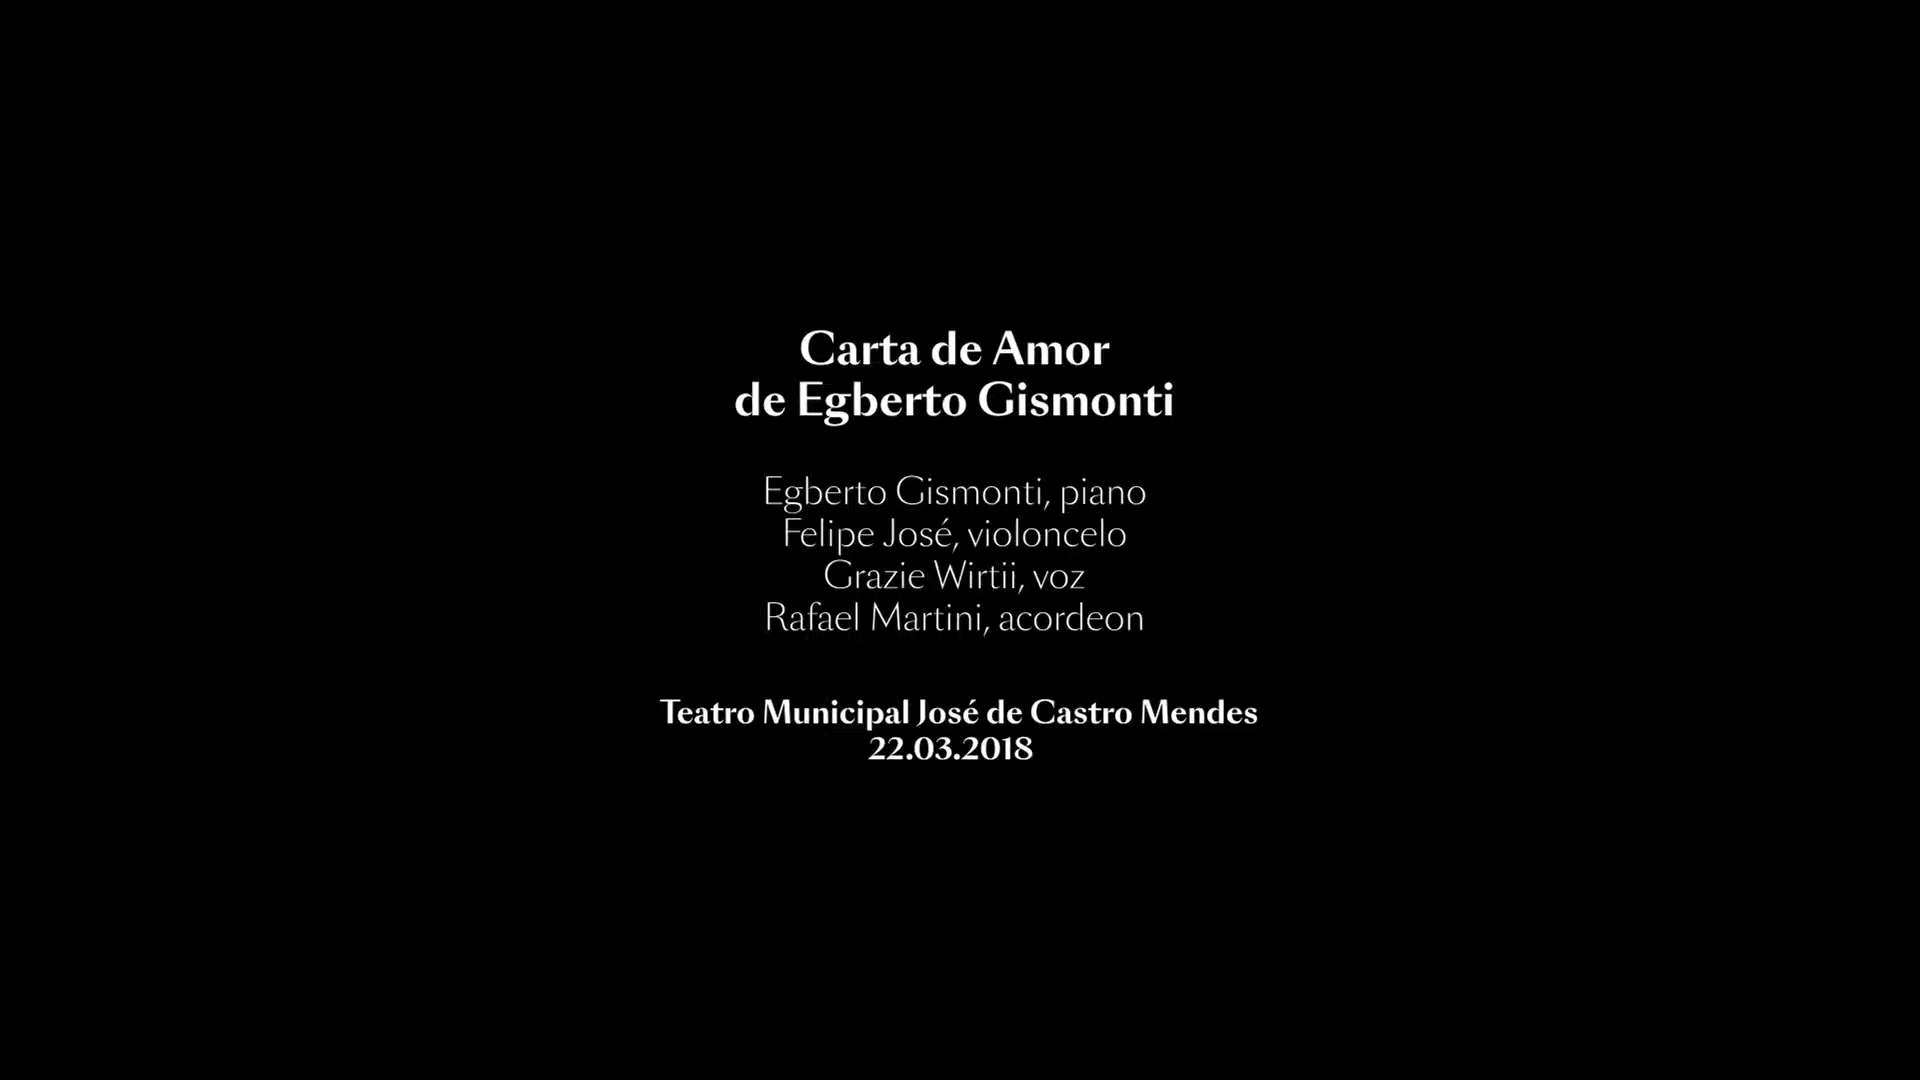 Carta de Amor
de Egberto Gismonti
Egberto Gismonti, piano
Felipe José, violoncelo
Grazie Wirtii, voz
Rafael Martini, acordeon
Teatro Municipal José de Castro Mendes
22.03.2018